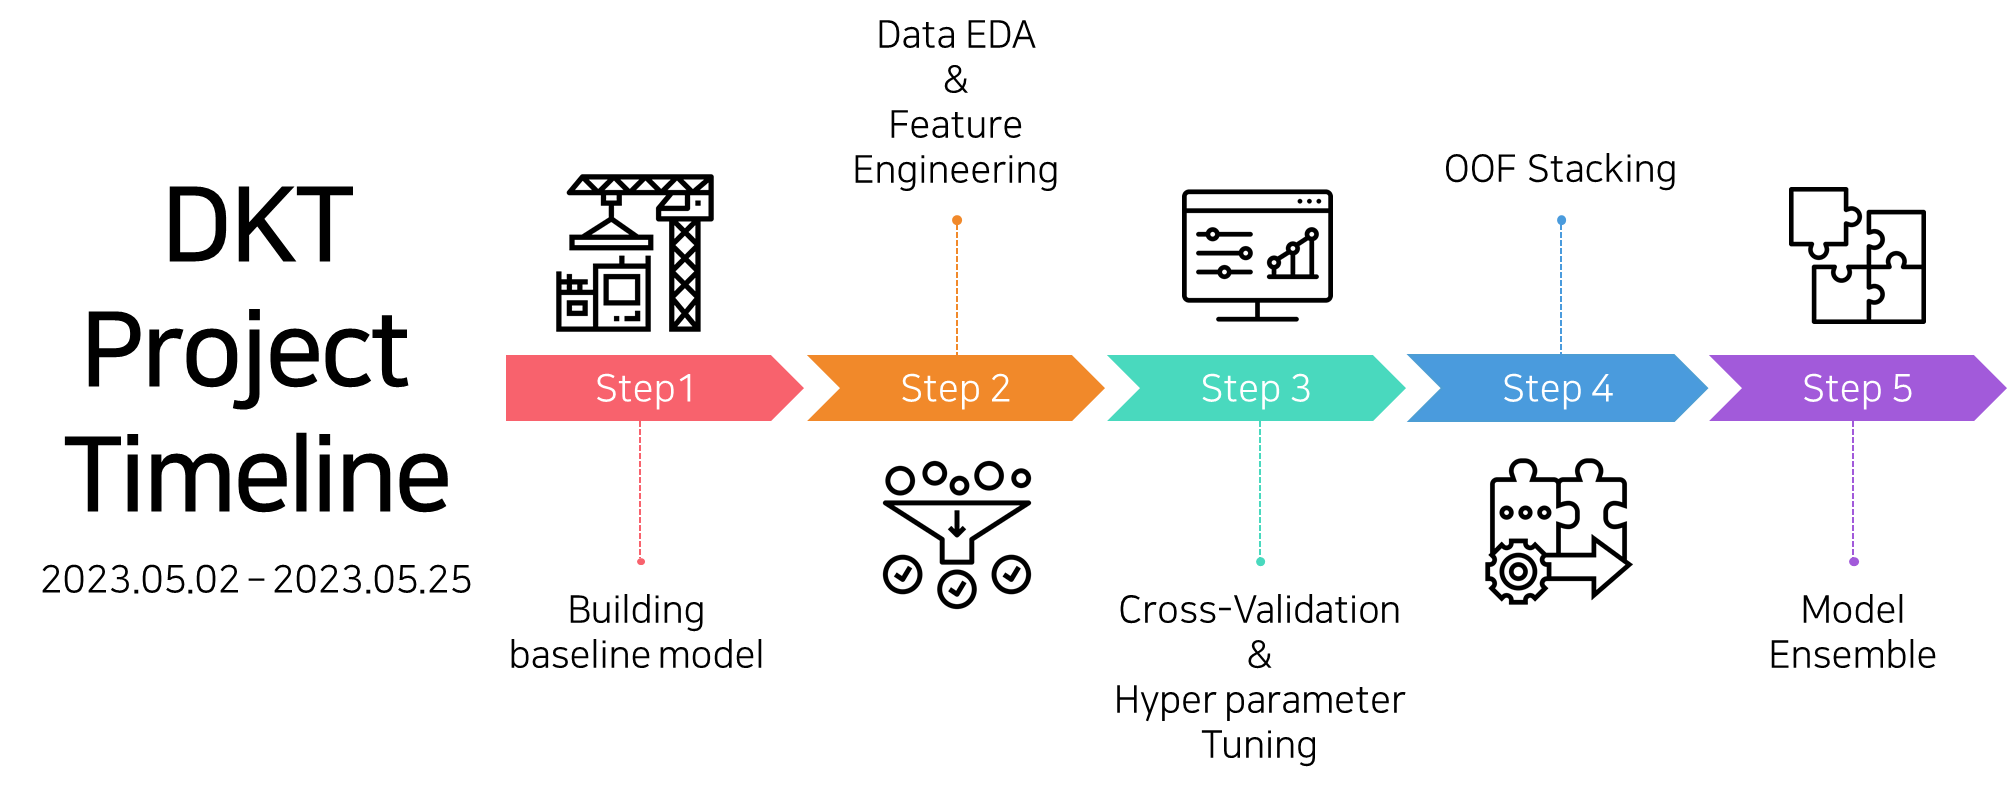 DKT
Project
Timeline
2023.05.02 – 2023.05.25
Step1
Building
baseline model
Data EDA
&
Feature
Engineering
Step 2
Step 3
Cross-Validation
&
Hyper parameter
Tuning
OOF Stacking
Step 4
Step 5
Model
Ensemble